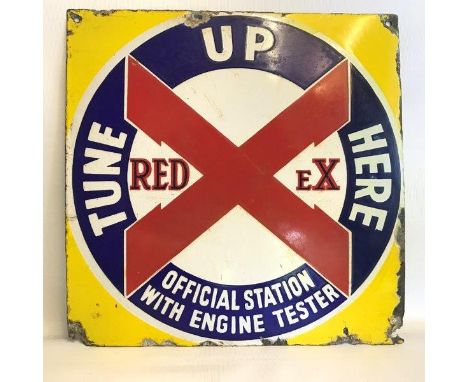 TUNE UP HERE
RED eX
OFFICIAL STATION
WITH ENGINE TESTER